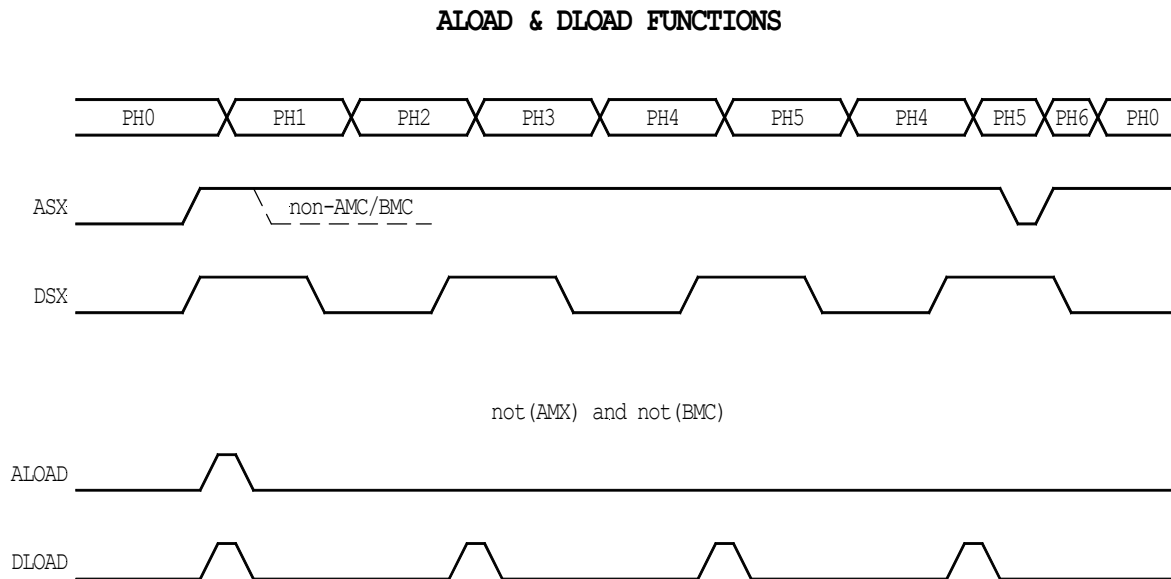 ALOAD & DLOAD FUNCTIONS
PH0 PH1 PH2 PH3 PH4 PH5 PH4 PH5 PH6 PH0
ASX non-AMC/BMC
DSX
not(AMX) and not(BMC)
ALOAD
DLOAD